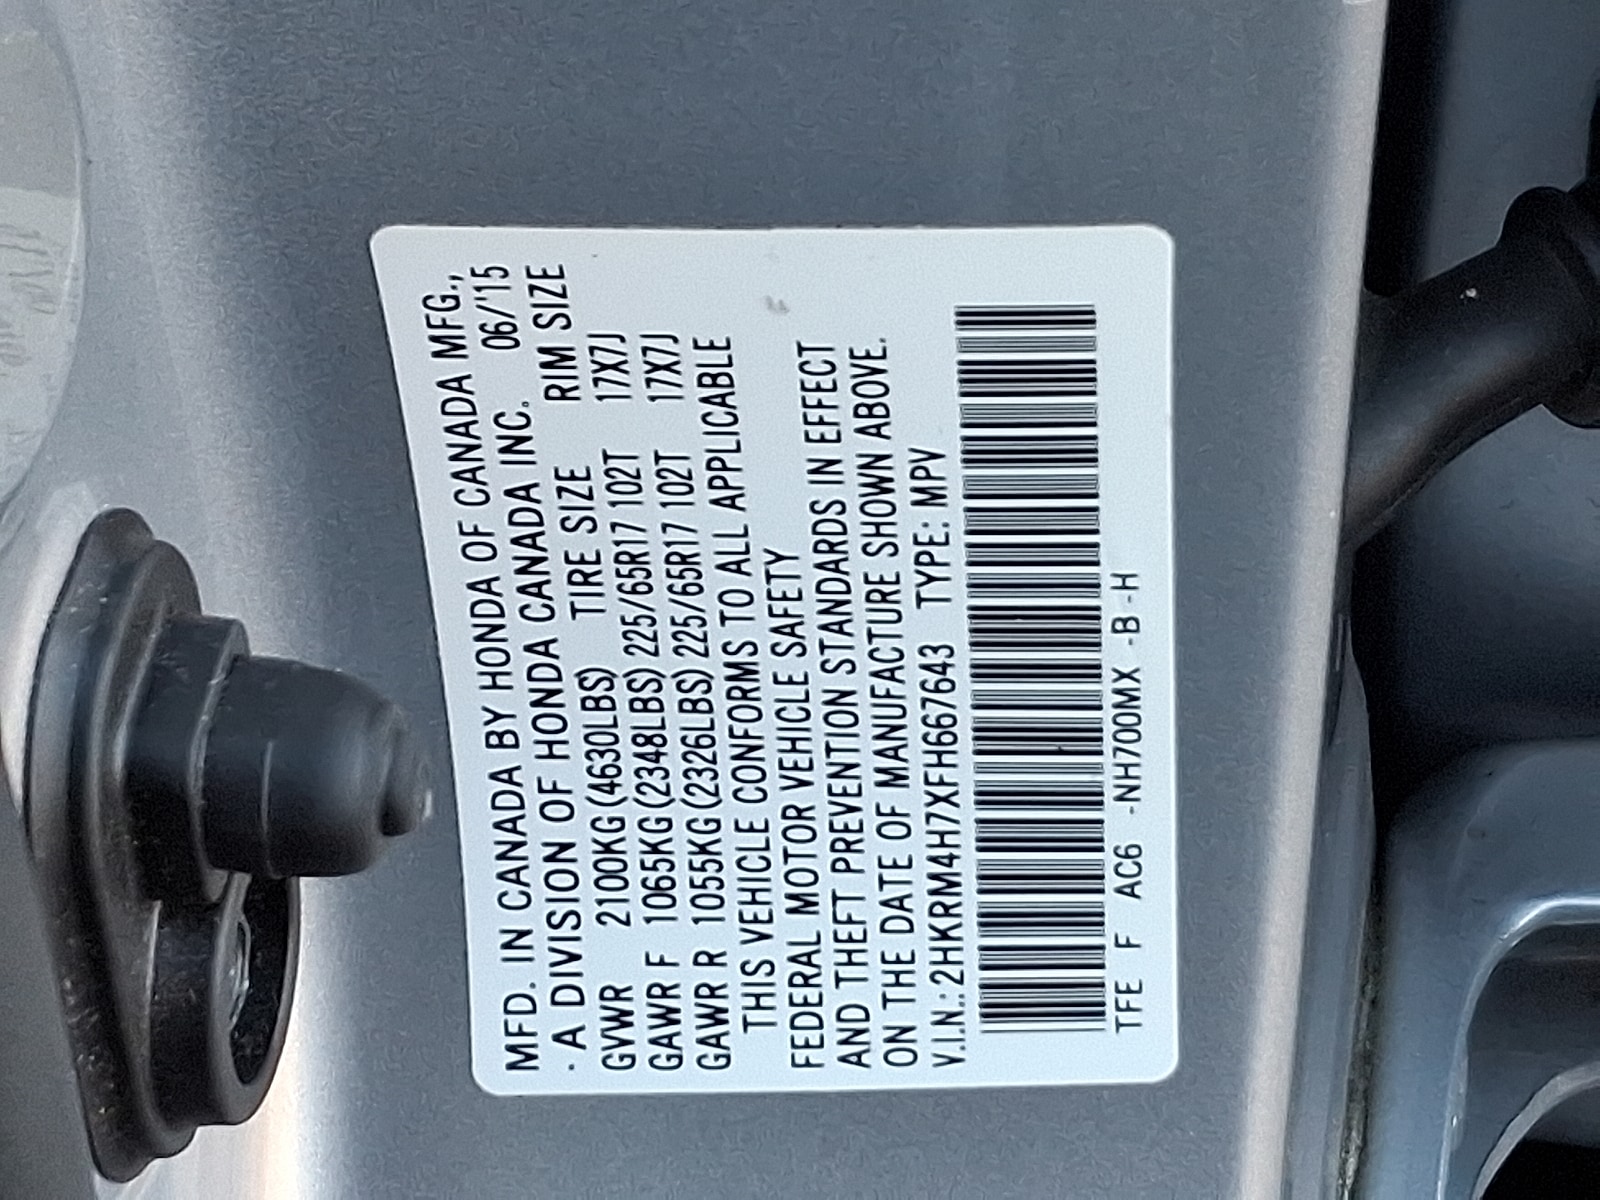 MFD. IN CANADA BY HONDA OF CANADA MFG.,
· A DIVISION OF HONDA CANADA INC. 06/'15
GVWR 2100KG (4630LBS) TIRE SIZE RIM SIZE
GAWR F 1065KG (2348LBS) 225/65R17 102T 17X7J
GAWR R 1055KG (2326LBS) 225/65R17 102T 17X7J
THIS VEHICLE CONFORMS TO ALL APPLICABLE
FEDERAL MOTOR VEHICLE SAFETY
AND THEFT PREVENTION STANDARDS IN EFFECT
ON THE DATE OF MANUFACTURE SHOWN ABOVE.
V.I.N.: 2HKRM4H7XFH667643 TYPE: MPV
TFE F AC6 -NH700MX -B -H